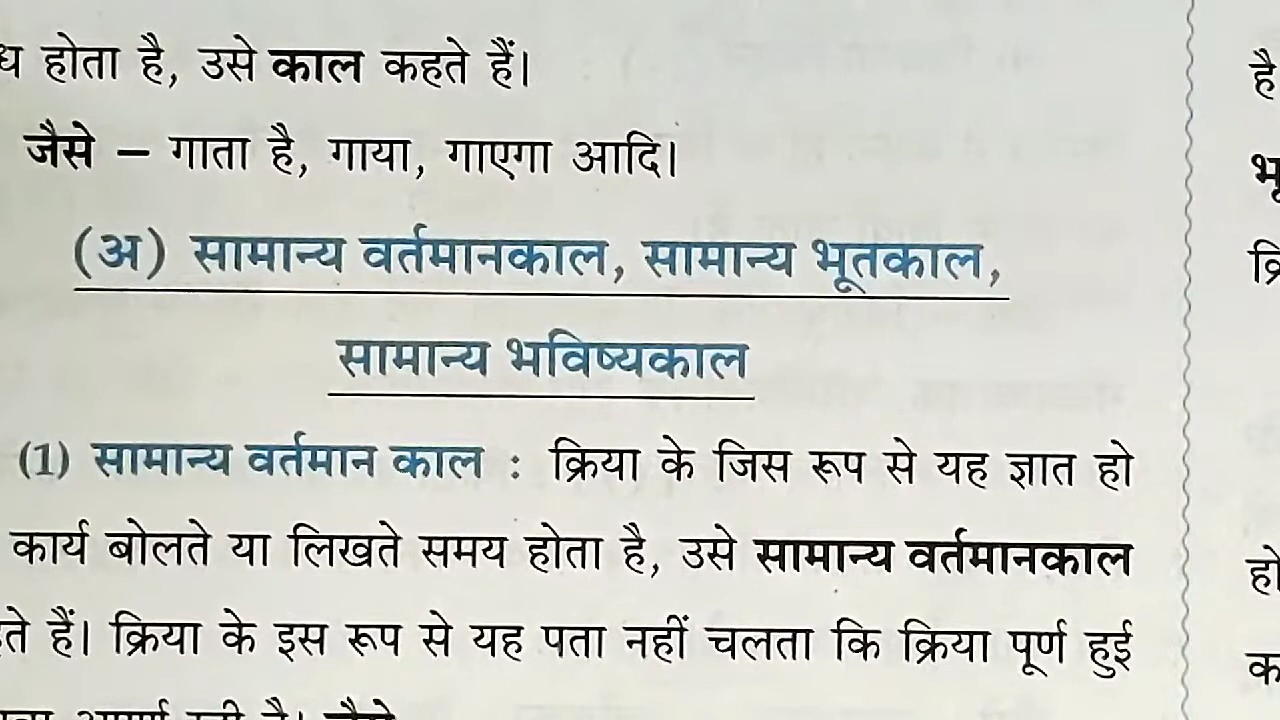 होता है, उसे काल कहते हैं।
जैसे – गाता है, गाया, गाएगा आदि।
(अ) सामान्य वर्तमानकाल, सामान्य भूतकाल,
सामान्य भविष्यकाल
(1) सामान्य वर्तमान काल : क्रिया के जिस रूप से यह ज्ञात हो
कार्य बोलते या लिखते समय होता है, उसे सामान्य वर्तमानकाल
हैं। क्रिया के इस रूप से यह पता नहीं चलता कि क्रिया पूर्ण हुई
है
हो